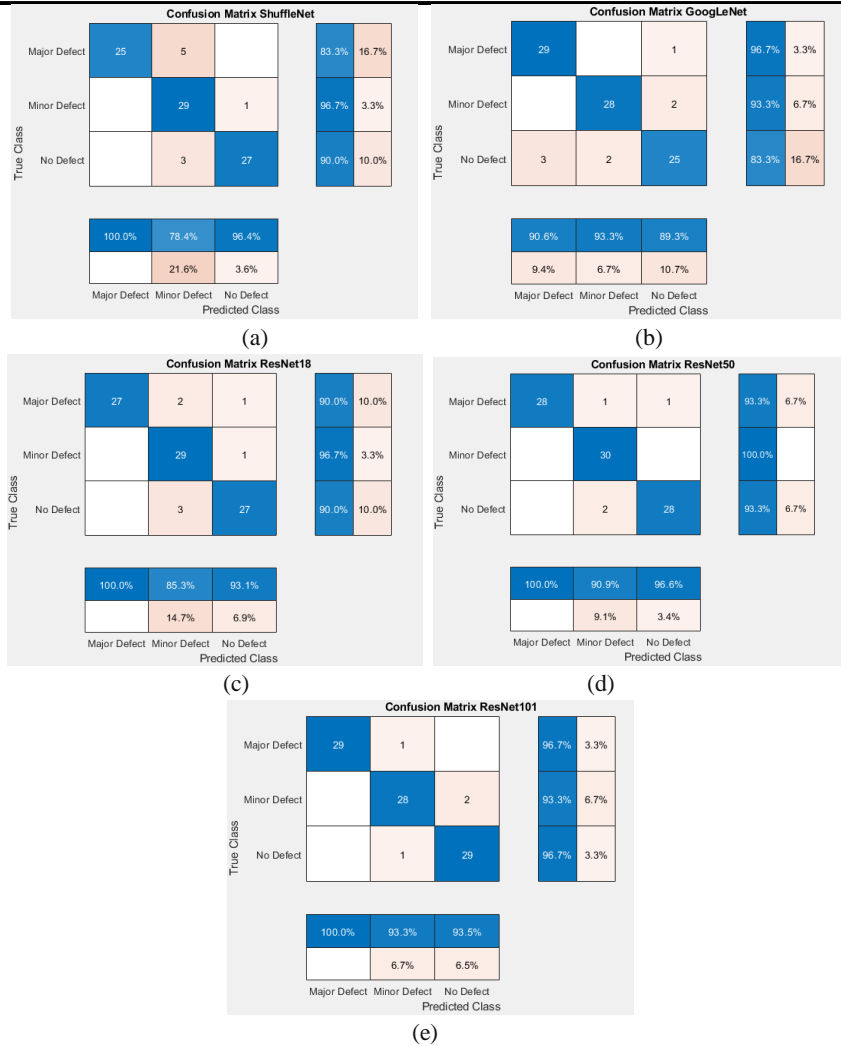 Confusion Matrix ShuffleNet
Major Defect 25 5 83.3% 16.7%
Minor Defect 29 1 96.7% 3.3%
No Defect 3 27 90.0% 10.0%
True Class
100.0% 78.4% 96.4%
21.6% 3.6%
Major Defect Minor Defect No Defect
Predicted Class
(a)
Confusion Matrix GoogLeNet
Major Defect 29 1 96.7% 3.3%
Minor Defect 28 2 93.3% 6.7%
No Defect 3 2 25 83.3% 16.7%
True Class
90.6% 93.3% 89.3%
9.4% 6.7% 10.7%
Major Defect Minor Defect No Defect
Predicted Class
(b)
Confusion Matrix ResNet18
Major Defect 27 2 1 90.0% 10.0%
Minor Defect 29 1 96.7% 3.3%
No Defect 3 27 90.0% 10.0%
True Class
100.0% 85.3% 93.1%
14.7% 6.9%
Major Defect Minor Defect No Defect
Predicted Class
(c)
Confusion Matrix ResNet50
Major Defect 28 1 1 93.3% 6.7%
Minor Defect 30 100.0%
No Defect 2 28 93.3% 6.7%
True Class
100.0% 90.9% 96.6%
9.1% 3.4%
Major Defect Minor Defect No Defect
Predicted Class
(d)
Confusion Matrix ResNet101
Major Defect 29 1 96.7% 3.3%
Minor Defect 28 2 93.3% 6.7%
No Defect 1 29 96.7% 3.3%
True Class
100.0% 93.3% 93.5%
6.7% 6.5%
Major Defect Minor Defect No Defect
Predicted Class
(e)